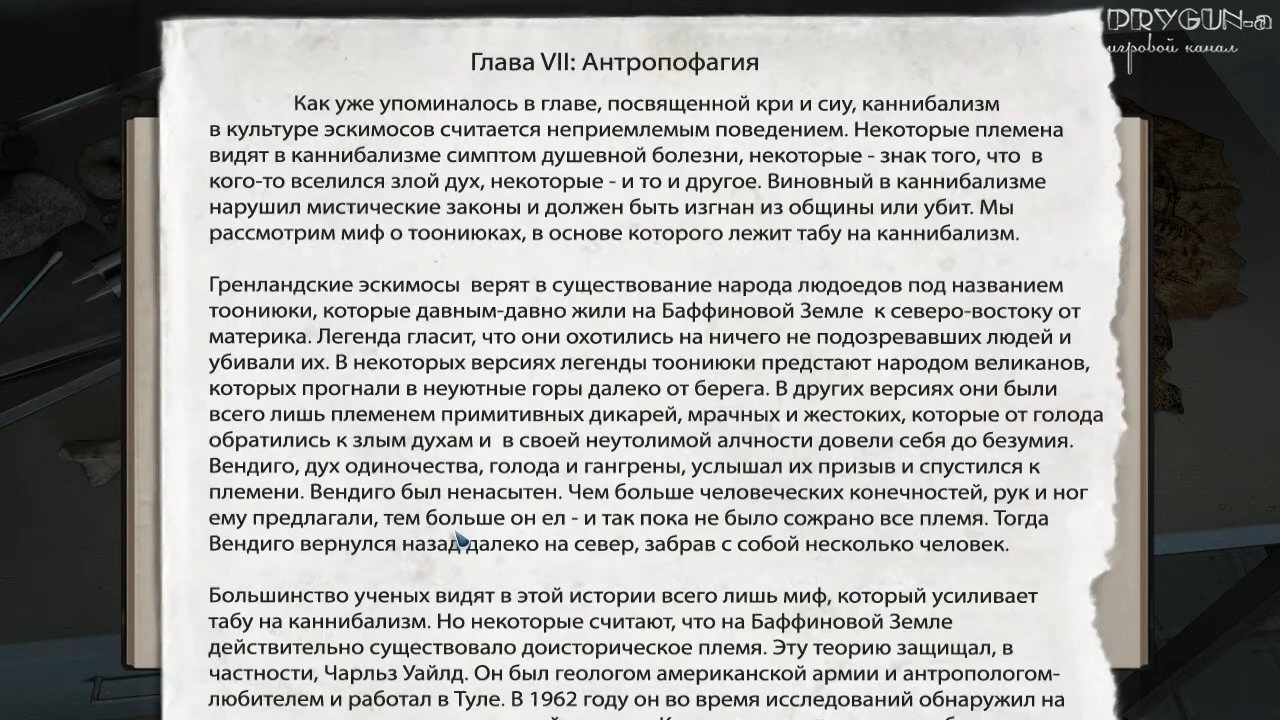 PRYGUN-a
игровой канал
Глава VII: Антропофагия
Как уже упоминалось в главе, посвященной кри и сиу, каннибализм
в культуре эскимосов считается неприемлемым поведением. Некоторые племена
видят в каннибализме симптом душевной болезни, некоторые - знак того, что в
кого-то вселился злой дух, некоторые - и то и другое. Виновный в каннибализме
нарушил мистические законы и должен быть изгнан из общины или убит. Мы
рассмотрим миф о тоониюках, в основе которого лежит табу на каннибализм.
Гренландские эскимосы верят в существование народа людоедов под названием
тоониюки, которые давным-давно жили на Баффиновой Земле к северо-востоку от
материка. Легенда гласит, что они охотились на ничего не подозревавших людей и
убивали их. В некоторых версиях легенды тоониюки предстают народом великанов,
которых прогнали в неуютные горы далеко от берега. В других версиях они были
всего лишь племенем примитивных дикарей, мрачных и жестоких, которые от голода
обратились к злым духам и в своей неутолимой алчности довели себя до безумия.
Вендиго, дух одиночества, голода и гангрены, услышал их призыв и спустился к
племени. Вендиго был ненасытен. Чем больше человеческих конечностей, рук и ног
ему предлагали, тем больше он ел - и так пока не было сожрано все племя. Тогда
Вендиго вернулся назад далеко на север, забрав с собой несколько человек.
Большинство ученых видят в этой истории всего лишь миф, который усиливает
табу на каннибализм. Но некоторые считают, что на Баффиновой Земле
действительно существовало доисторическое племя. Эту теорию защищал, в
частности, Чарльз Уайлд. Он был геологом американской армии и антропологом-
любителем и работал в Туле. В 1962 году он во время исследований обнаружил на